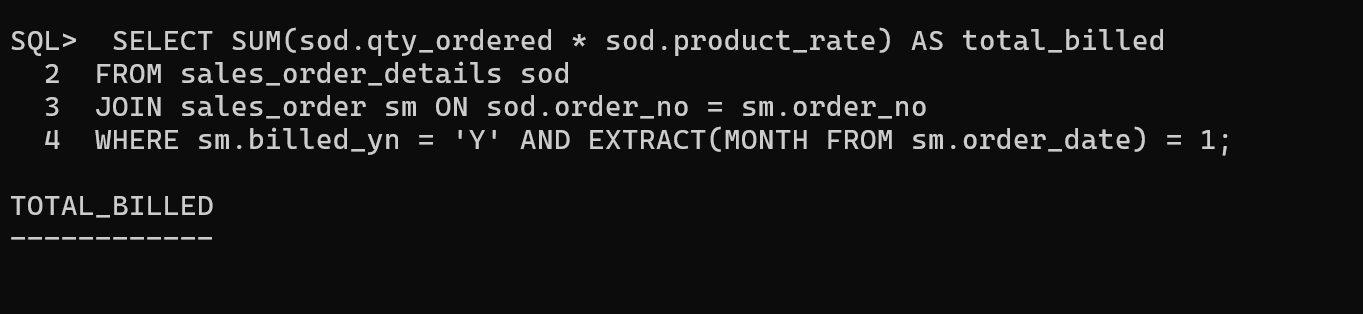 SQL>  SELECT SUM(sod.qty_ordered * sod.product_rate) AS total_billed
  2  FROM sales_order_details sod
  3  JOIN sales_order sm ON sod.order_no = sm.order_no
  4  WHERE sm.billed_yn = 'Y' AND EXTRACT(MONTH FROM sm.order_date) = 1;
TOTAL_BILLED
------------